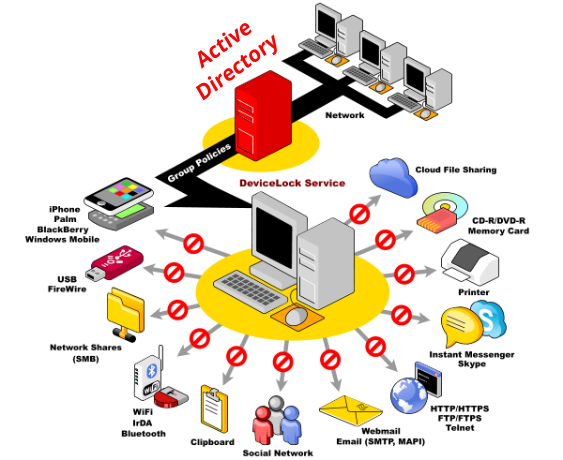 Active
Directory
Network
Group Policies
DeviceLock Service
Cloud File Sharing
iPhone
Palm
BlackBerry
Windows Mobile
CD-R/DVD-R
Memory Card
USB
FireWire
Printer
Network Shares
(SMB)
Instant Messenger
Skype
S
WiFi
WiFi
IrDA
Bluetooth
Clipboard
Social Network
Webmail
Email (SMTP, MAPI)
HTTP/HTTPS
FTP/FTPS
Telnet